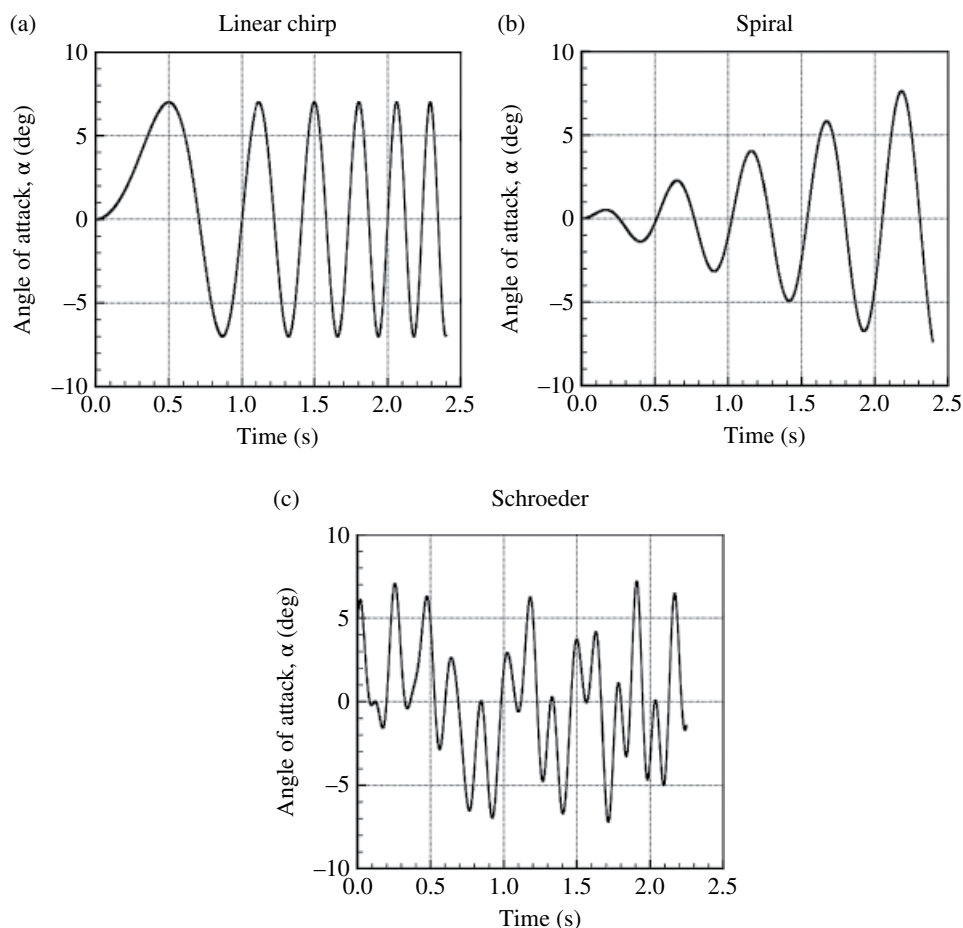 (a) Linear chirp
10
5
0
−5
−10
Angle of attack, α (deg)
0.0 0.5 1.0 1.5 2.0 2.5
Time (s)
(b) Spiral
10
5
0
−5
−10
Angle of attack, α (deg)
0.0 0.5 1.0 1.5 2.0 2.5
Time (s)
(c) Schroeder
10
5
0
−5
−10
Angle of attack, α (deg)
0.0 0.5 1.0 1.5 2.0 2.5
Time (s)